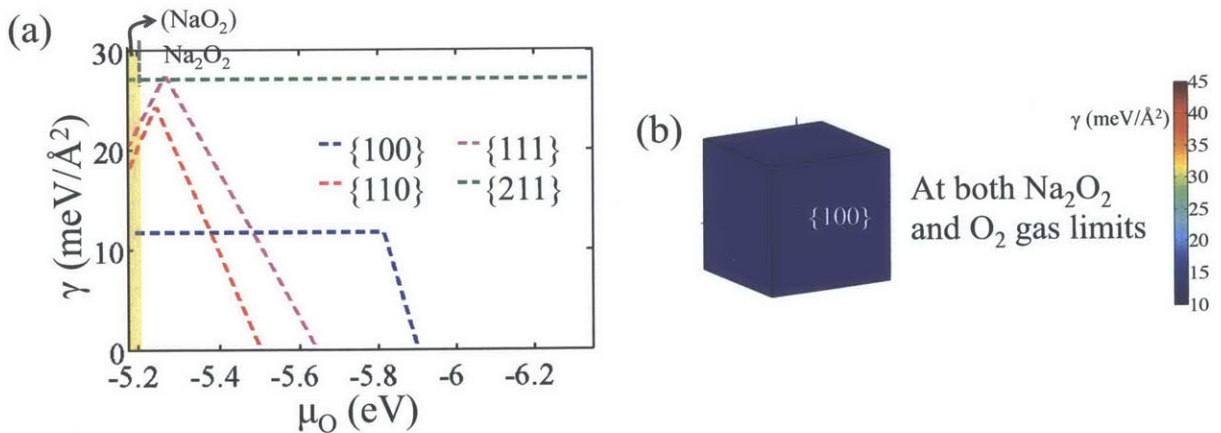 (a)
(NaO₂)
Na₂O₂
30
20
10
0
γ (meV/Å²)
{100}
{111}
{110}
{211}
-5.2
-5.4
-5.6
-5.8
-6
-6.2
μ_O (eV)
(b)
{100}
At both Na₂O₂
and O₂ gas limits
γ (meV/Å²)
45
40
35
30
25
20
15
10